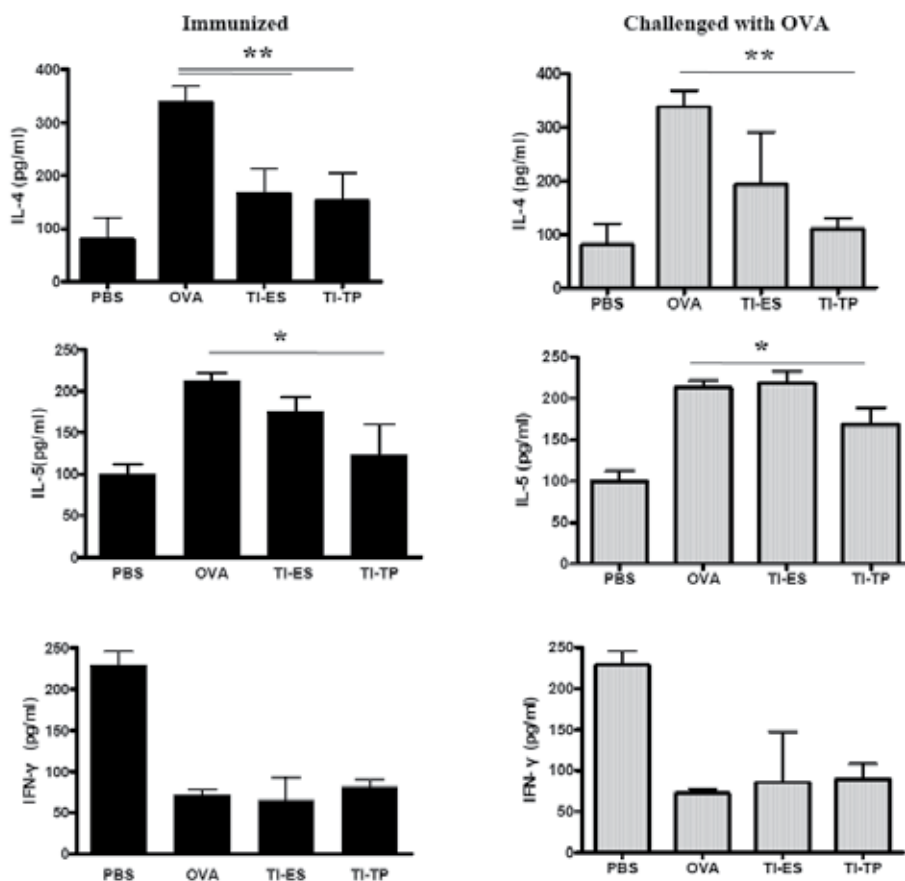 Immunized
Challenged with OVA
**
IL-4 (pg/ml)
400
300
200
100
0
PBS OVA TI-ES TI-TP
**
IL-4 (pg/ml)
400
300
200
100
0
PBS OVA TI-ES TI-TP
*
IL-5(pg/ml)
250
200
150
100
50
0
PBS OVA TI-ES TI-TP
*
IL-5 (pg/ml)
250
200
150
100
50
0
PBS OVA TI-ES TI-TP
IFN-γ (pg/ml)
250
200
150
100
50
0
PBS OVA TI-ES TI-TP
IFN- γ (pg/ml)
250
200
150
100
50
0
PBS OVA TI-ES TI-TP